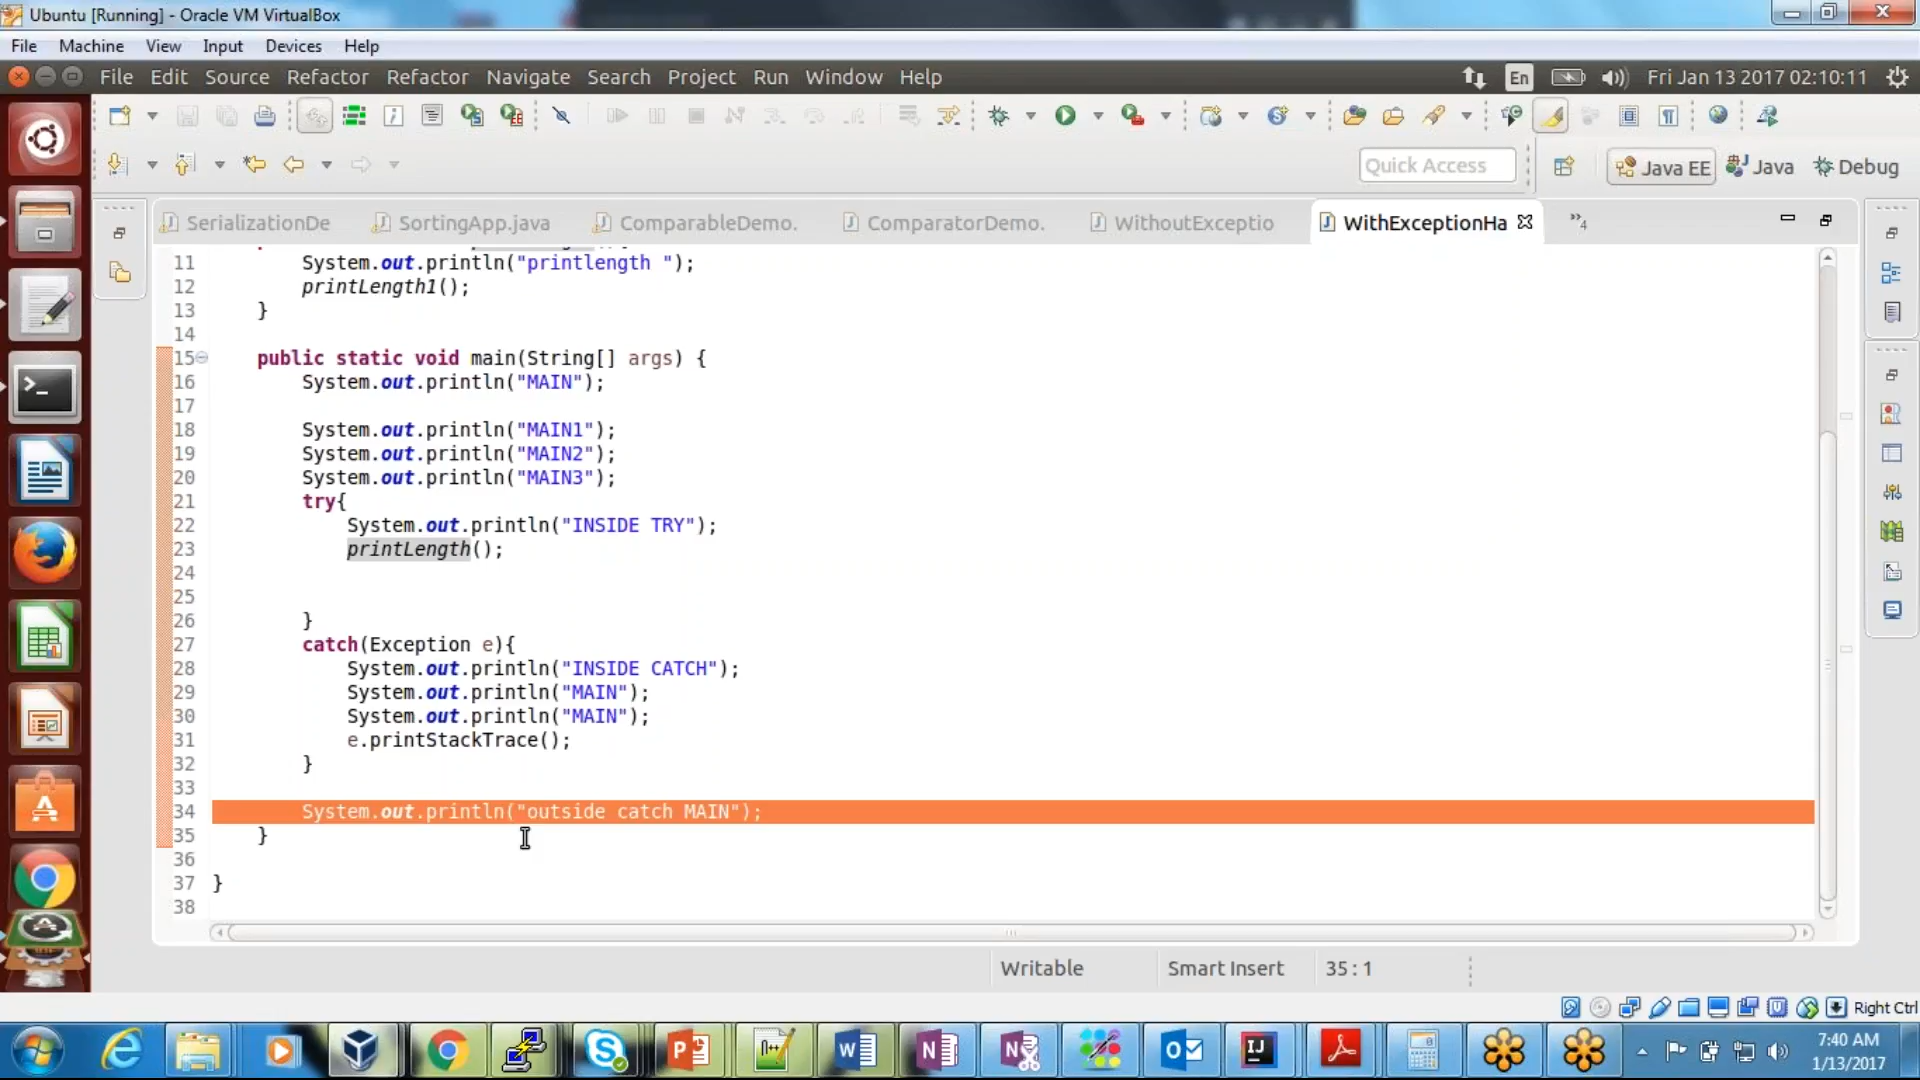 Ubuntu [Running] - Oracle VM VirtualBox
File Machine View Input Devices Help
File Edit Source Refactor Refactor Navigate Search Project Run Window Help En Fri Jan 13 2017 02:10:11
Quick Access Java EE Java Debug
SerializationDe SortingApp.java ComparableDemo. ComparatorDemo. WithoutExceptio WithExceptionHa 4
11 System.out.println("printlength ");
12 printLength1();
13 }
14
15 public static void main(String[] args) {
16 System.out.println("MAIN");
17
18 System.out.println("MAIN1");
19 System.out.println("MAIN2");
20 System.out.println("MAIN3");
21 try{
22 System.out.println("INSIDE TRY");
23 printLength();
24
25
26 }
27 catch(Exception e){
28 System.out.println("INSIDE CATCH");
29 System.out.println("MAIN");
30 System.out.println("MAIN");
31 e.printStackTrace();
32 }
33
34 System.out.println("outside catch MAIN");
35 }
36
37 }
38
Writable Smart Insert 35 : 1
Right Ctrl
7:40 AM
1/13/2017